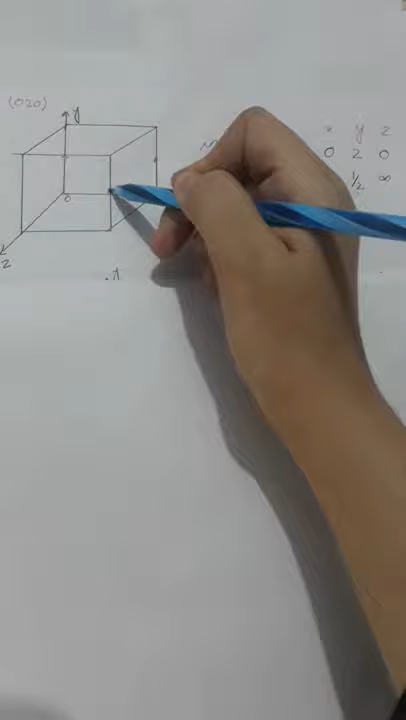 (020)
y
x y z
0 2 0
1/2 ∞
o
z
.A